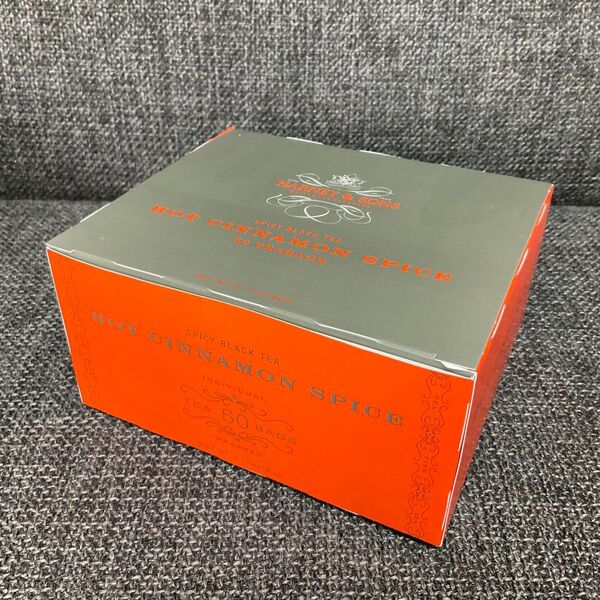 HARNEY & SONS
SPICY BLACK TEA
HOT CINNAMON SPICE
50 TEABAGS
SPICY BLACK TEA
HOT CINNAMON SPICE
INDIVIDUAL
TEA 50 BAGS
WRAPPED